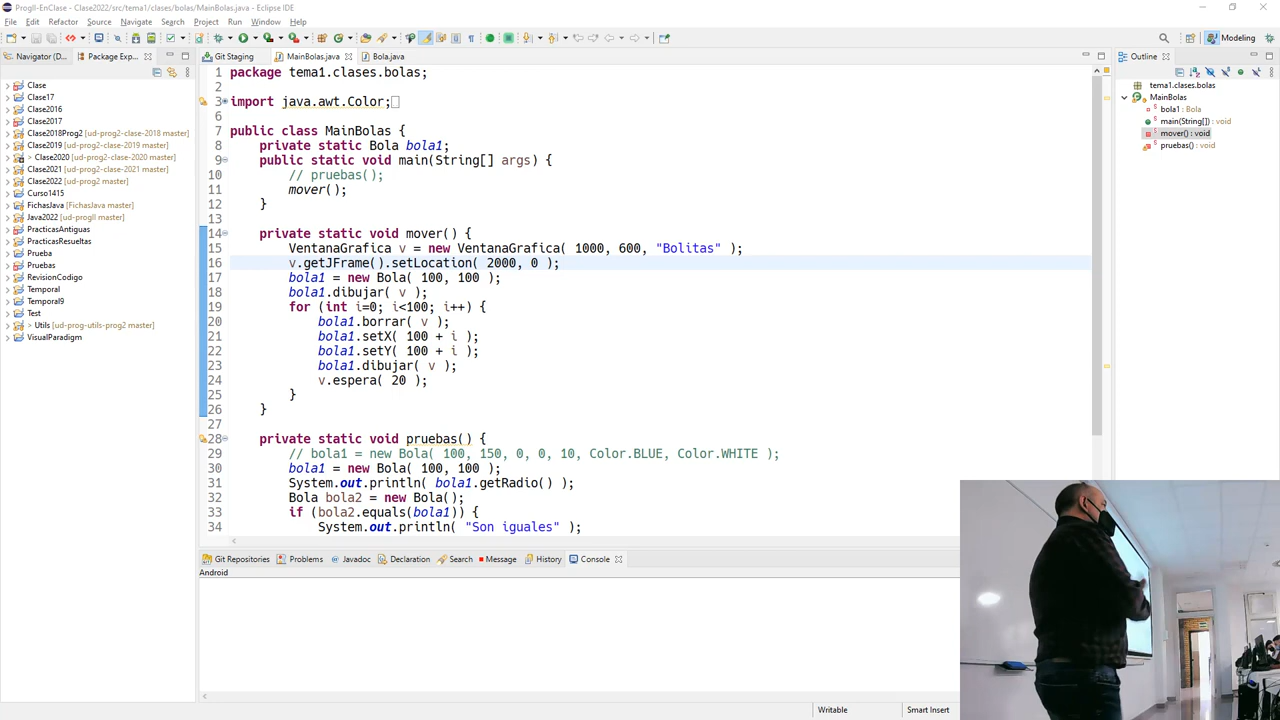 ProgII-EnClase - Clase2022/src/tema1/clases/bolas/MainBolas.java - Eclipse IDE
File Edit Refactor Source Navigate Search Project Run Window Help
Modeling
Navigator (D...
Package Exp...
Clase
Clase17
Clase2016
Clase2017
Clase2018Prog2 [ud-prog2-clase-2018 master]
Clase2019 [ud-prog2-clase-2019 master]
> Clase2020 [ud-prog2-clase-2020 master]
Clase2021 [ud-prog2-clase-2021 master]
Clase2022 [ud-prog2 master]
Curso1415
FichasJava [FichasJava master]
Java2022 [ud-progII master]
PracticasAntiguas
PracticasResueltas
Prueba
Pruebas
RevisionCodigo
Temporal
Temporal9
Test
> Utils [ud-prog-utils-prog2 master]
VisualParadigm
Git Staging
MainBolas.java
Bola.java
1 package tema1.clases.bolas;
2
3 import java.awt.Color;
6
7 public class MainBolas {
8 private static Bola bola1;
9 public static void main(String[] args) {
10 // pruebas();
11 mover();
12 }
13
14 private static void mover() {
15 VentanaGrafica v = new VentanaGrafica( 1000, 600, "Bolitas" );
16 v.getJFrame().setLocation( 2000, 0 );
17 bola1 = new Bola( 100, 100 );
18 bola1.dibujar( v );
19 for (int i=0; i<100; i++) {
20 bola1.borrar( v );
21 bola1.setX( 100 + i );
22 bola1.setY( 100 + i );
23 bola1.dibujar( v );
24 v.espera( 20 );
25 }
26 }
27
28 private static void pruebas() {
29 // bola1 = new Bola( 100, 150, 0, 0, 10, Color.BLUE, Color.WHITE );
30 bola1 = new Bola( 100, 100 );
31 System.out.println( bola1.getRadio() );
32 Bola bola2 = new Bola();
33 if (bola2.equals(bola1)) {
34 System.out.println( "Son iguales" );
Outline
tema1.clases.bolas
MainBolas
bola1 : Bola
main(String[]) : void
mover() : void
pruebas() : void
Git Repositories
Problems
Javadoc
Declaration
Search
Message
History
Console
Android
Writable
Smart Insert